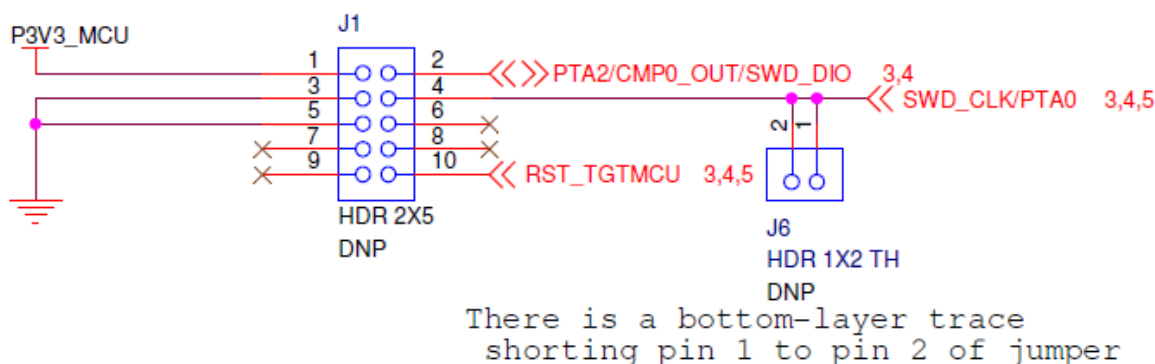 J1
P3V3_MCU
1 2 PTA2/CMP0_OUT/SWD_DIO 3,4
3 4 SWD_CLK/PTA0 3,4,5
5 6
7 8
9 10 RST_TGTMCU 3,4,5
2 1
HDR 2X5
DNP
J6
HDR 1X2 TH
DNP
There is a bottom-layer trace
shorting pin 1 to pin 2 of jumper